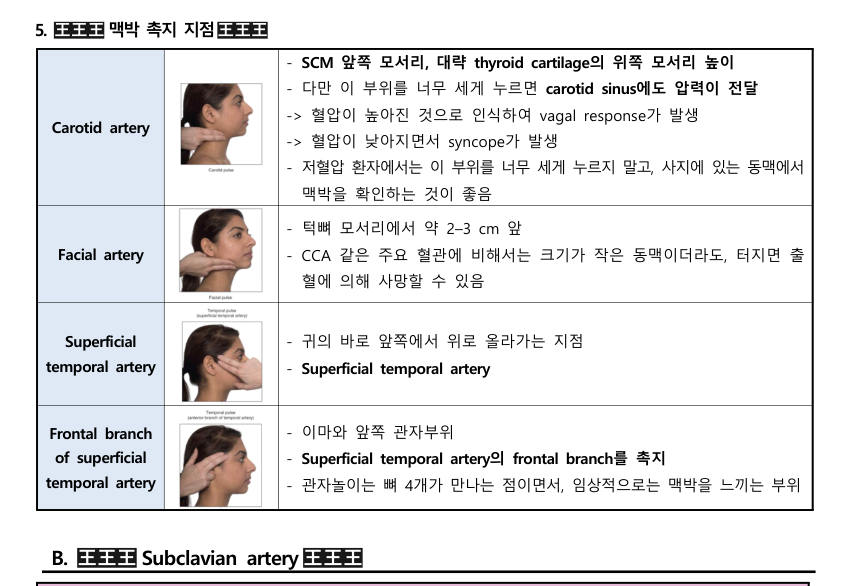 5. 王王王 맥박 촉지 지점 王王王
Carotid artery
Carotid pulse
- SCM 앞쪽 모서리, 대략 thyroid cartilage의 위쪽 모서리 높이
- 다만 이 부위를 너무 세게 누르면 carotid sinus에도 압력이 전달
-> 혈압이 높아진 것으로 인식하여 vagal response가 발생
-> 혈압이 낮아지면서 syncope가 발생
- 저혈압 환자에서는 이 부위를 너무 세게 누르지 말고, 사지에 있는 동맥에서
맥박을 확인하는 것이 좋음
Facial artery
Facial pulse
- 턱뼈 모서리에서 약 2–3 cm 앞
- CCA 같은 주요 혈관에 비해서는 크기가 작은 동맥이더라도, 터지면 출
혈에 의해 사망할 수 있음
Superficial
temporal artery
Temporal pulse
(superficial temporal artery)
- 귀의 바로 앞쪽에서 위로 올라가는 지점
- Superficial temporal artery
Frontal branch
of superficial
temporal artery
Temporal pulse
(anterior branch of temporal artery)
- 이마와 앞쪽 관자부위
- Superficial temporal artery의 frontal branch를 촉지
- 관자놀이는 뼈 4개가 만나는 점이면서, 임상적으로는 맥박을 느끼는 부위
B. 王王王 Subclavian artery 王王王